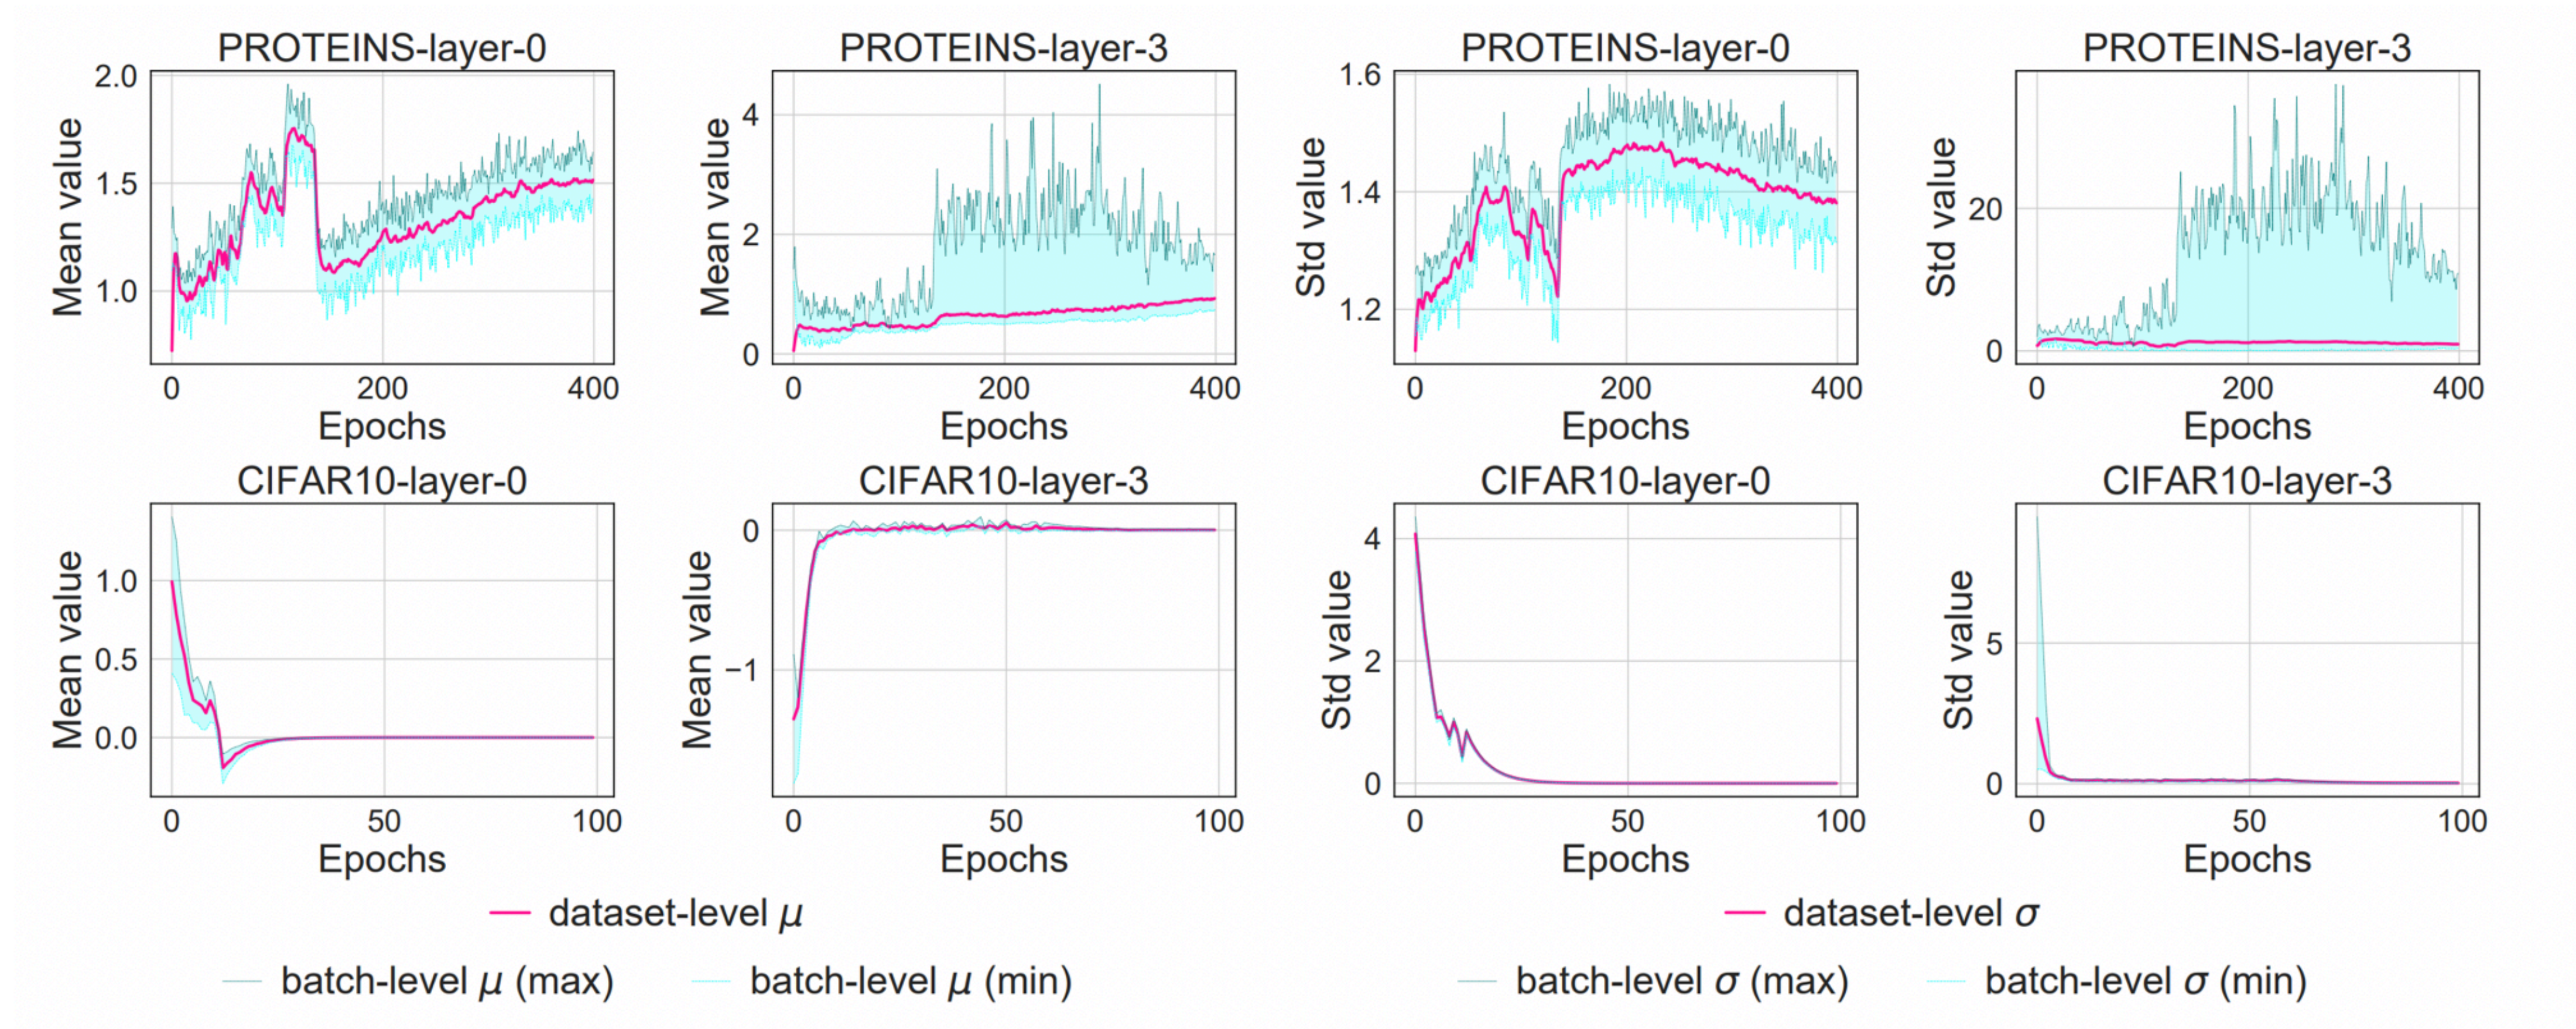 PROTEINS-layer-0
Mean value
2.0
1.5
1.0
0 200 400
Epochs
PROTEINS-layer-3
Mean value
4
2
0
0 200 400
Epochs
PROTEINS-layer-0
Std value
1.6
1.4
1.2
0 200 400
Epochs
PROTEINS-layer-3
Std value
20
0
0 200 400
Epochs
CIFAR10-layer-0
Mean value
1.0
0.5
0.0
0 50 100
Epochs
CIFAR10-layer-3
Mean value
0
−1
0 50 100
Epochs
CIFAR10-layer-0
Std value
4
2
0
0 50 100
Epochs
CIFAR10-layer-3
Std value
5
0
0 50 100
Epochs
dataset-level μ
batch-level μ (max) batch-level μ (min)
dataset-level σ
batch-level σ (max) batch-level σ (min)